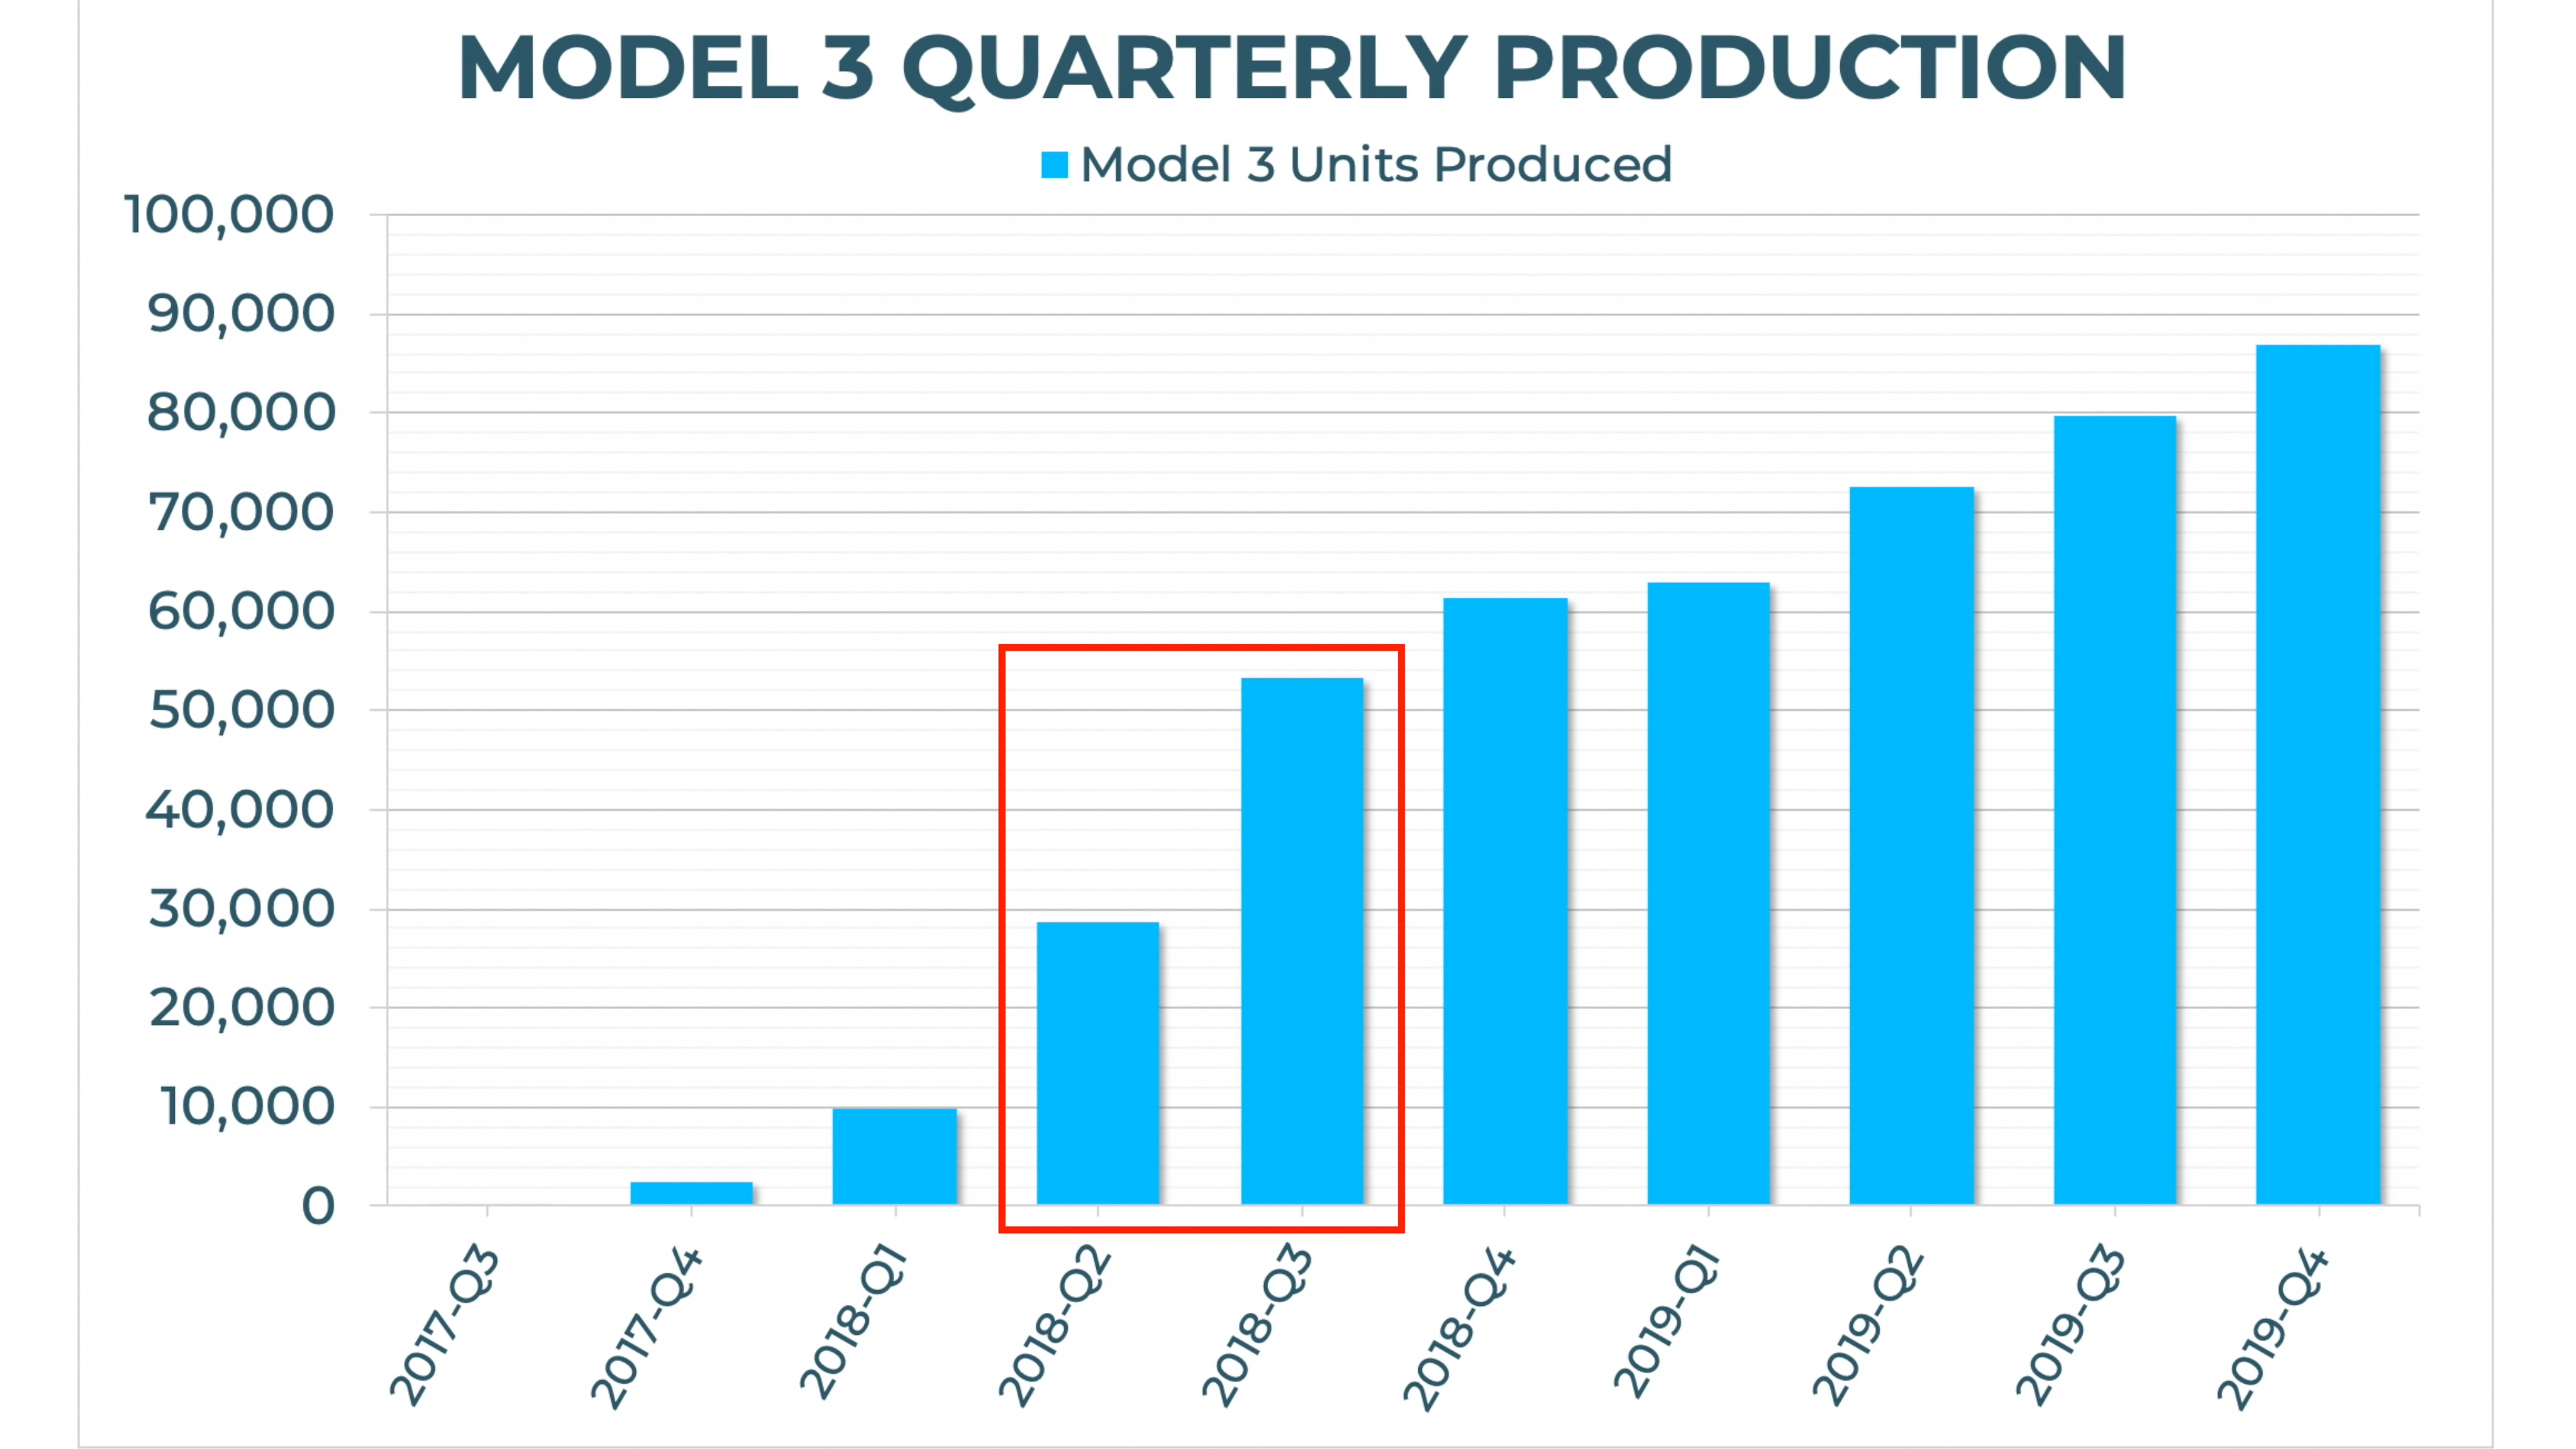 MODEL 3 QUARTERLY PRODUCTION
Model 3 Units Produced
100,000
90,000
80,000
70,000
60,000
50,000
40,000
30,000
20,000
10,000
0
2017-Q3
2017-Q4
2018-Q1
2018-Q2
2018-Q3
2018-Q4
2019-Q1
2019-Q2
2019-Q3
2019-Q4